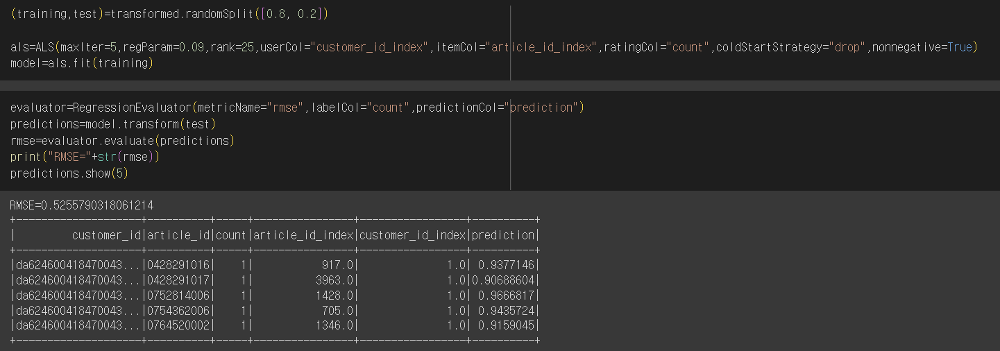 (training,test)=transformed.randomSplit([0.8, 0.2])
als=ALS(maxIter=5,regParam=0.09,rank=25,userCol="customer_id_index",itemCol="article_id_index",ratingCol="count",coldStartStrategy="drop",nonnegative=True)
model=als.fit(training)
evaluator=RegressionEvaluator(metricName="rmse",labelCol="count",predictionCol="prediction")
predictions=model.transform(test)
rmse=evaluator.evaluate(predictions)
print("RMSE="+str(rmse))
predictions.show(5)
RMSE=0.5255790318061214
+--------------------+----------+-----+----------------+-----------------+----------+
|         customer_id|article_id|count|article_id_index|customer_id_index|prediction|
+--------------------+----------+-----+----------------+-----------------+----------+
|da624600418470043...|0428291016|    1|           917.0|              1.0| 0.9377146|
|da624600418470043...|0428291017|    1|          3963.0|              1.0|0.90688604|
|da624600418470043...|0752814006|    1|          1428.0|              1.0| 0.9666817|
|da624600418470043...|0754362006|    1|           705.0|              1.0| 0.9435724|
|da624600418470043...|0764520002|    1|          1346.0|              1.0| 0.9159045|
+--------------------+----------+-----+----------------+-----------------+----------+